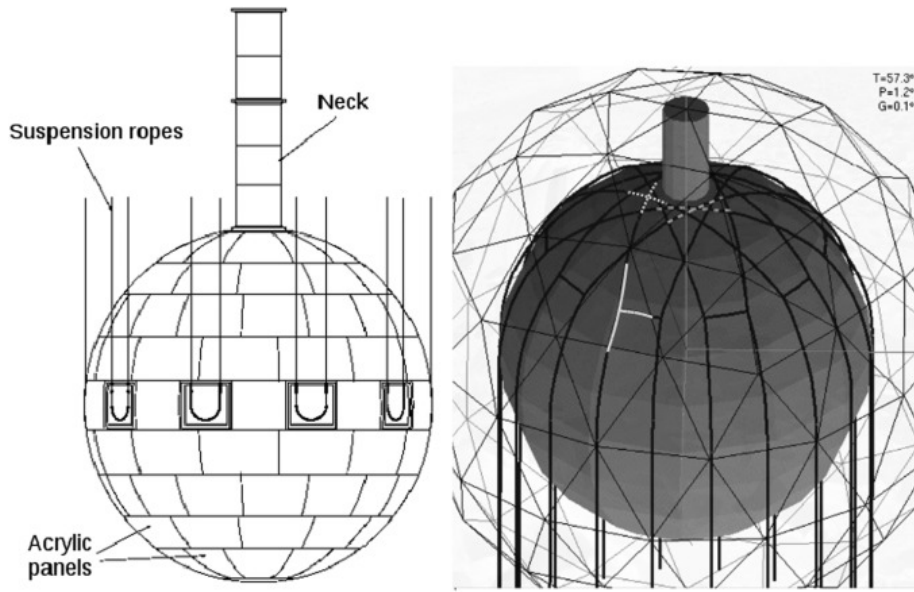 Neck
Suspension ropes
Acrylic
panels
T=57.3°
P=1.2°
G=0.1°